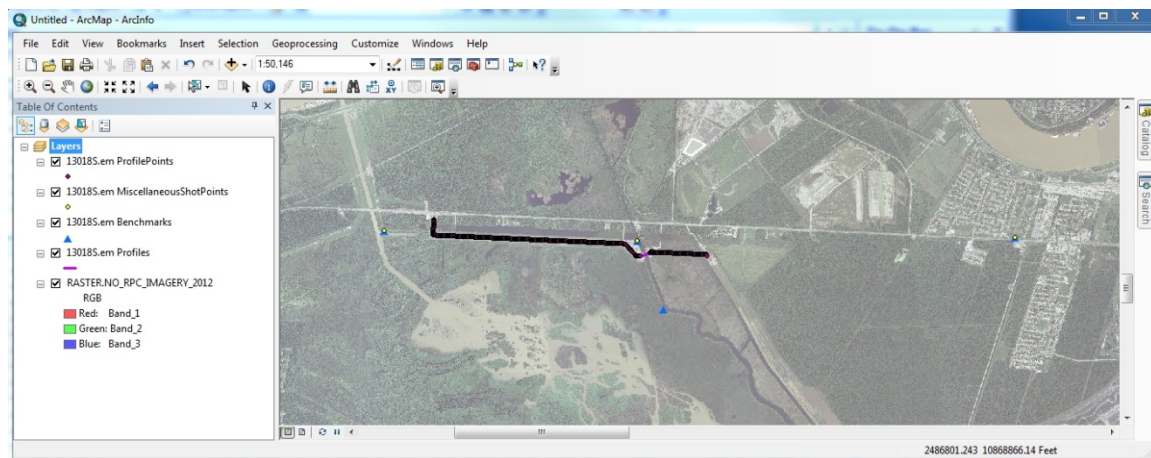 Untitled - ArcMap - ArcInfo
File Edit View Bookmarks Insert Selection Geoprocessing Customize Windows Help
1:50,146
Table Of Contents
Layers
13018S.em ProfilePoints
13018S.em MiscellaneousShotPoints
13018S.em Benchmarks
13018S.em Profiles
RASTER.NO_RPC_IMAGERY_2012
RGB
Red: Band_1
Green: Band_2
Blue: Band_3
Catalog
Search
2486801.243 10868866.14 Feet